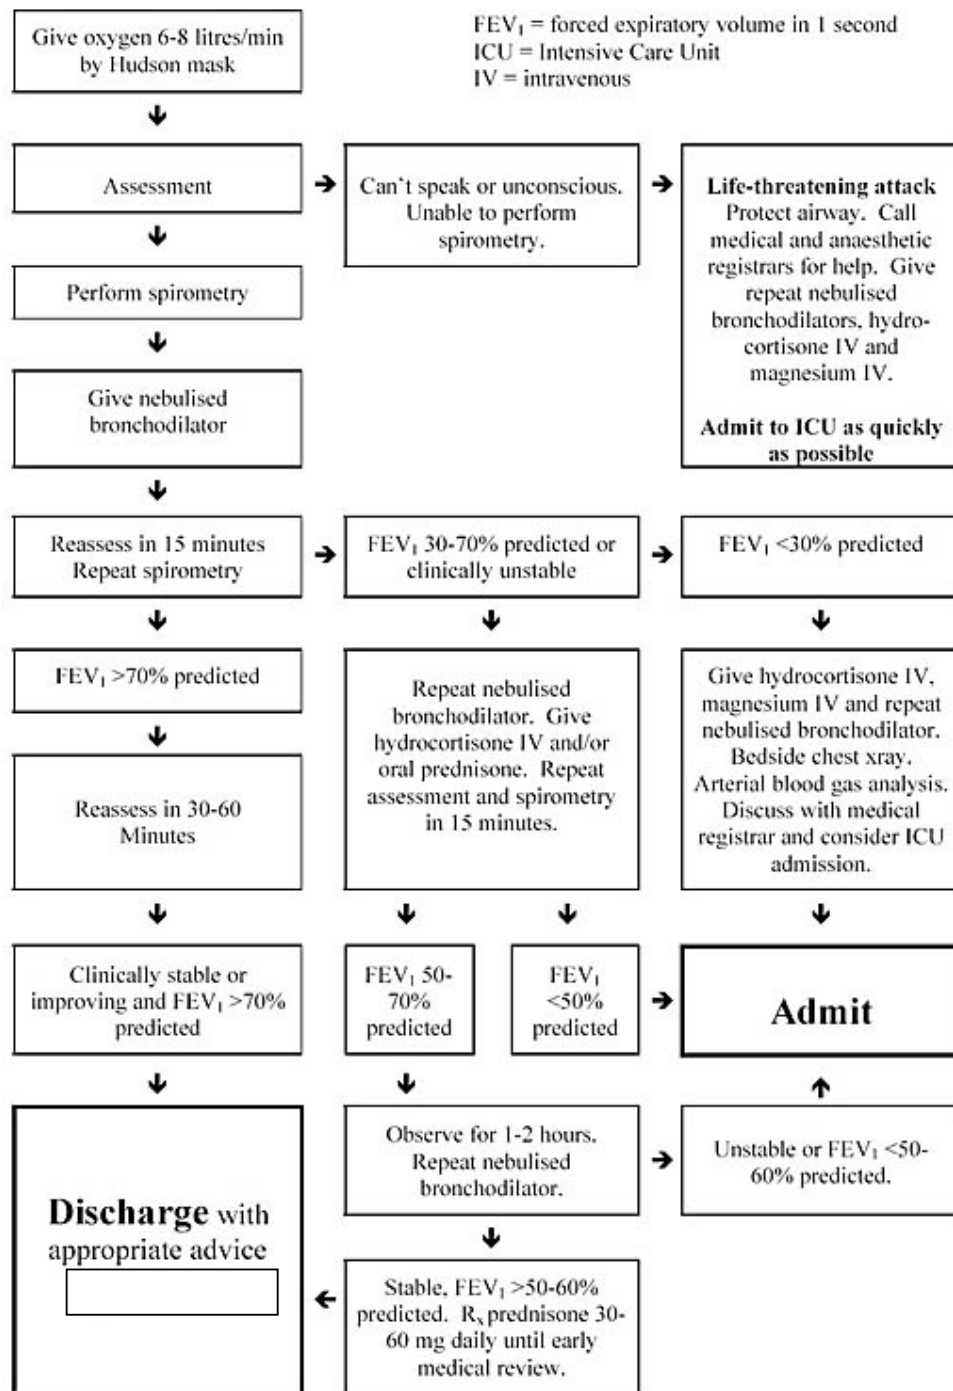 Give oxygen 6-8 litres/min
by Hudson mask
FEV₁ = forced expiratory volume in 1 second
ICU = Intensive Care Unit
IV = intravenous
Assessment
Can't speak or unconscious.
Unable to perform
spirometry.
Life-threatening attack
Protect airway. Call
medical and anaesthetic
registrars for help. Give
repeat nebulised
bronchodilators, hydro-
cortisone IV and
magnesium IV.
Admit to ICU as quickly
as possible
Perform spirometry
Give nebulised
bronchodilator
Reassess in 15 minutes
Repeat spirometry
FEV₁ 30-70% predicted or
clinically unstable
FEV₁ <30% predicted
FEV₁ >70% predicted
Repeat nebulised
bronchodilator. Give
hydrocortisone IV and/or
oral prednisone. Repeat
assessment and spirometry
in 15 minutes.
Give hydrocortisone IV,
magnesium IV and repeat
nebulised bronchodilator.
Bedside chest xray.
Arterial blood gas analysis.
Discuss with medical
registrar and consider ICU
admission.
Reassess in 30-60
Minutes
Clinically stable or
improving and FEV₁ >70%
predicted
FEV₁ 50-
70%
predicted
FEV₁
<50%
predicted
Admit
Discharge with
appropriate advice
Observe for 1-2 hours.
Repeat nebulised
bronchodilator.
Unstable or FEV₁ <50-
60% predicted.
Stable, FEV₁ >50-60%
predicted. Rₓ prednisone 30-
60 mg daily until early
medical review.